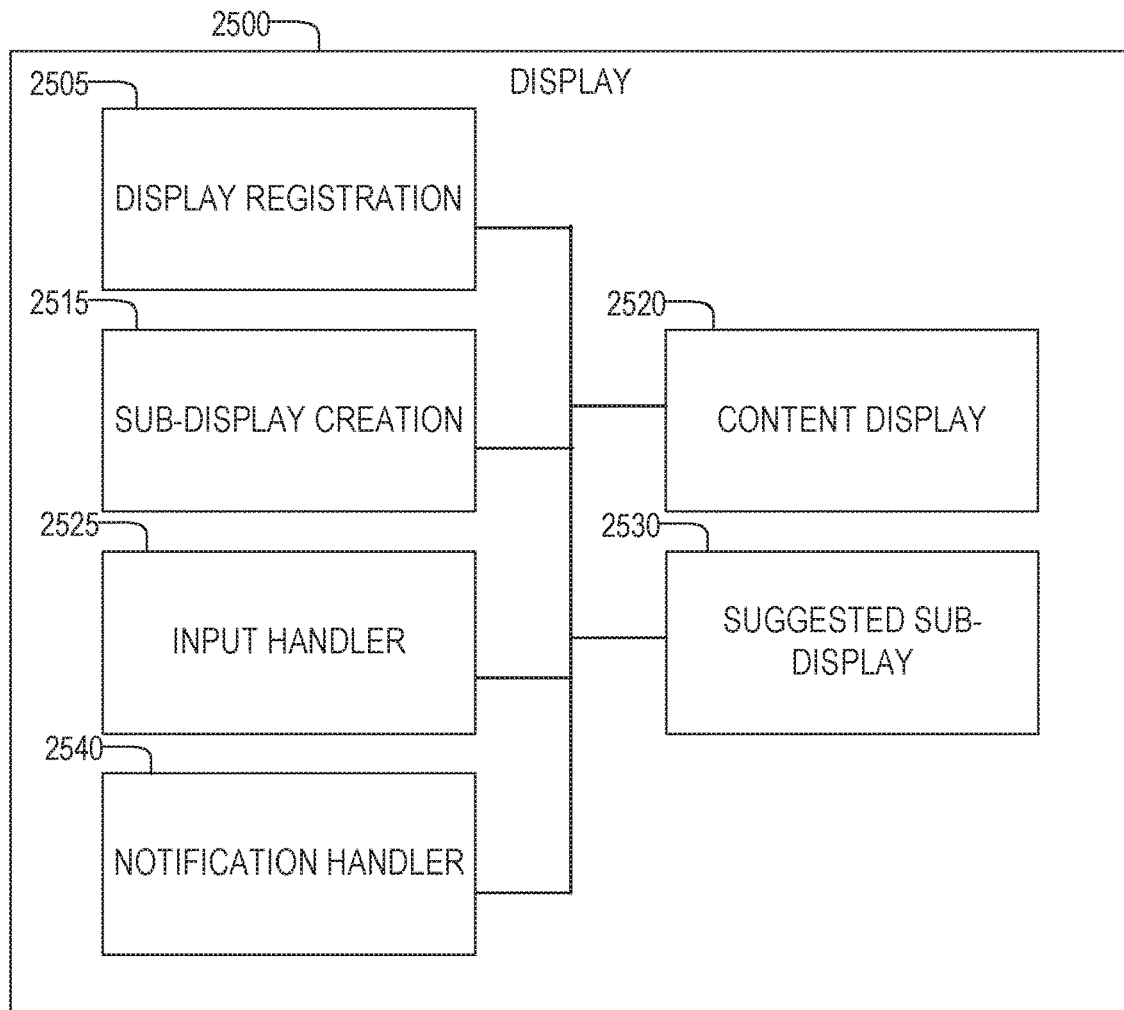 2500
DISPLAY
2505
DISPLAY REGISTRATION
2515
SUB-DISPLAY CREATION
2520
CONTENT DISPLAY
2525
INPUT HANDLER
2530
SUGGESTED SUB-
DISPLAY
2540
NOTIFICATION HANDLER